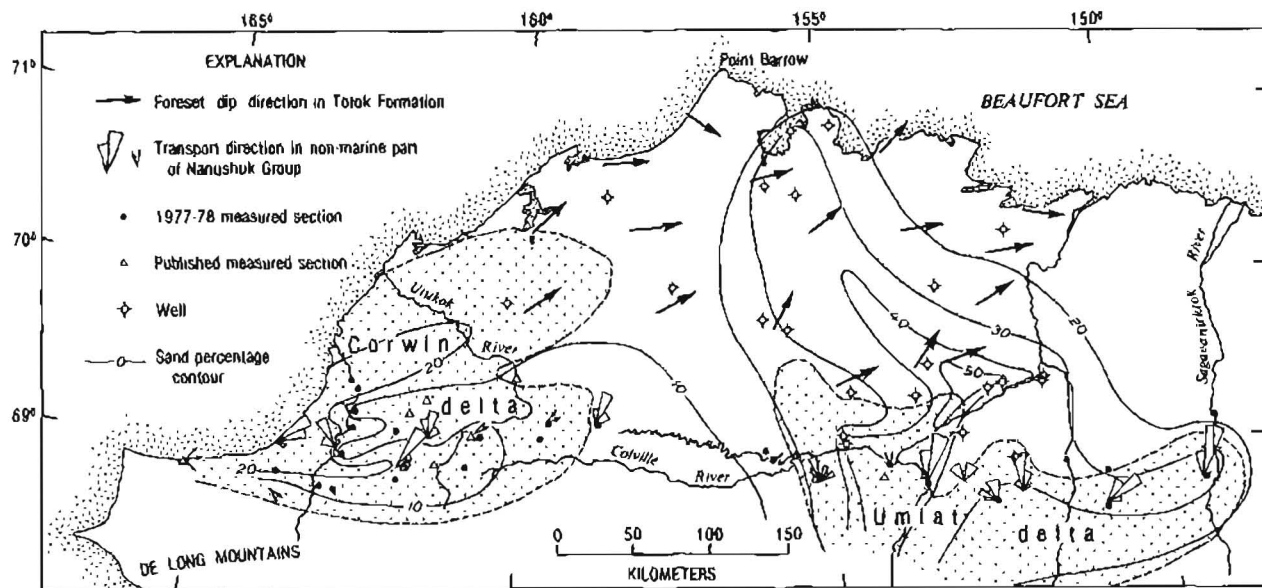 165° 160° 155° 150°
71°
70°
69°
EXPLANATION
Foreset dip direction in Torok Formation
Transport direction in non-marine part
of Nanushuk Group
1977-78 measured section
Published measured section
Well
Sand percentage
contour
0
Point Barrow
BEAUFORT SEA
Utukok
River
Corwin
delta
20
20
10
10
40
50
30
20
Colville
River
Sagavanirktok
River
Umiat
delta
DE LONG MOUNTAINS
0 50 100 150
KILOMETERS